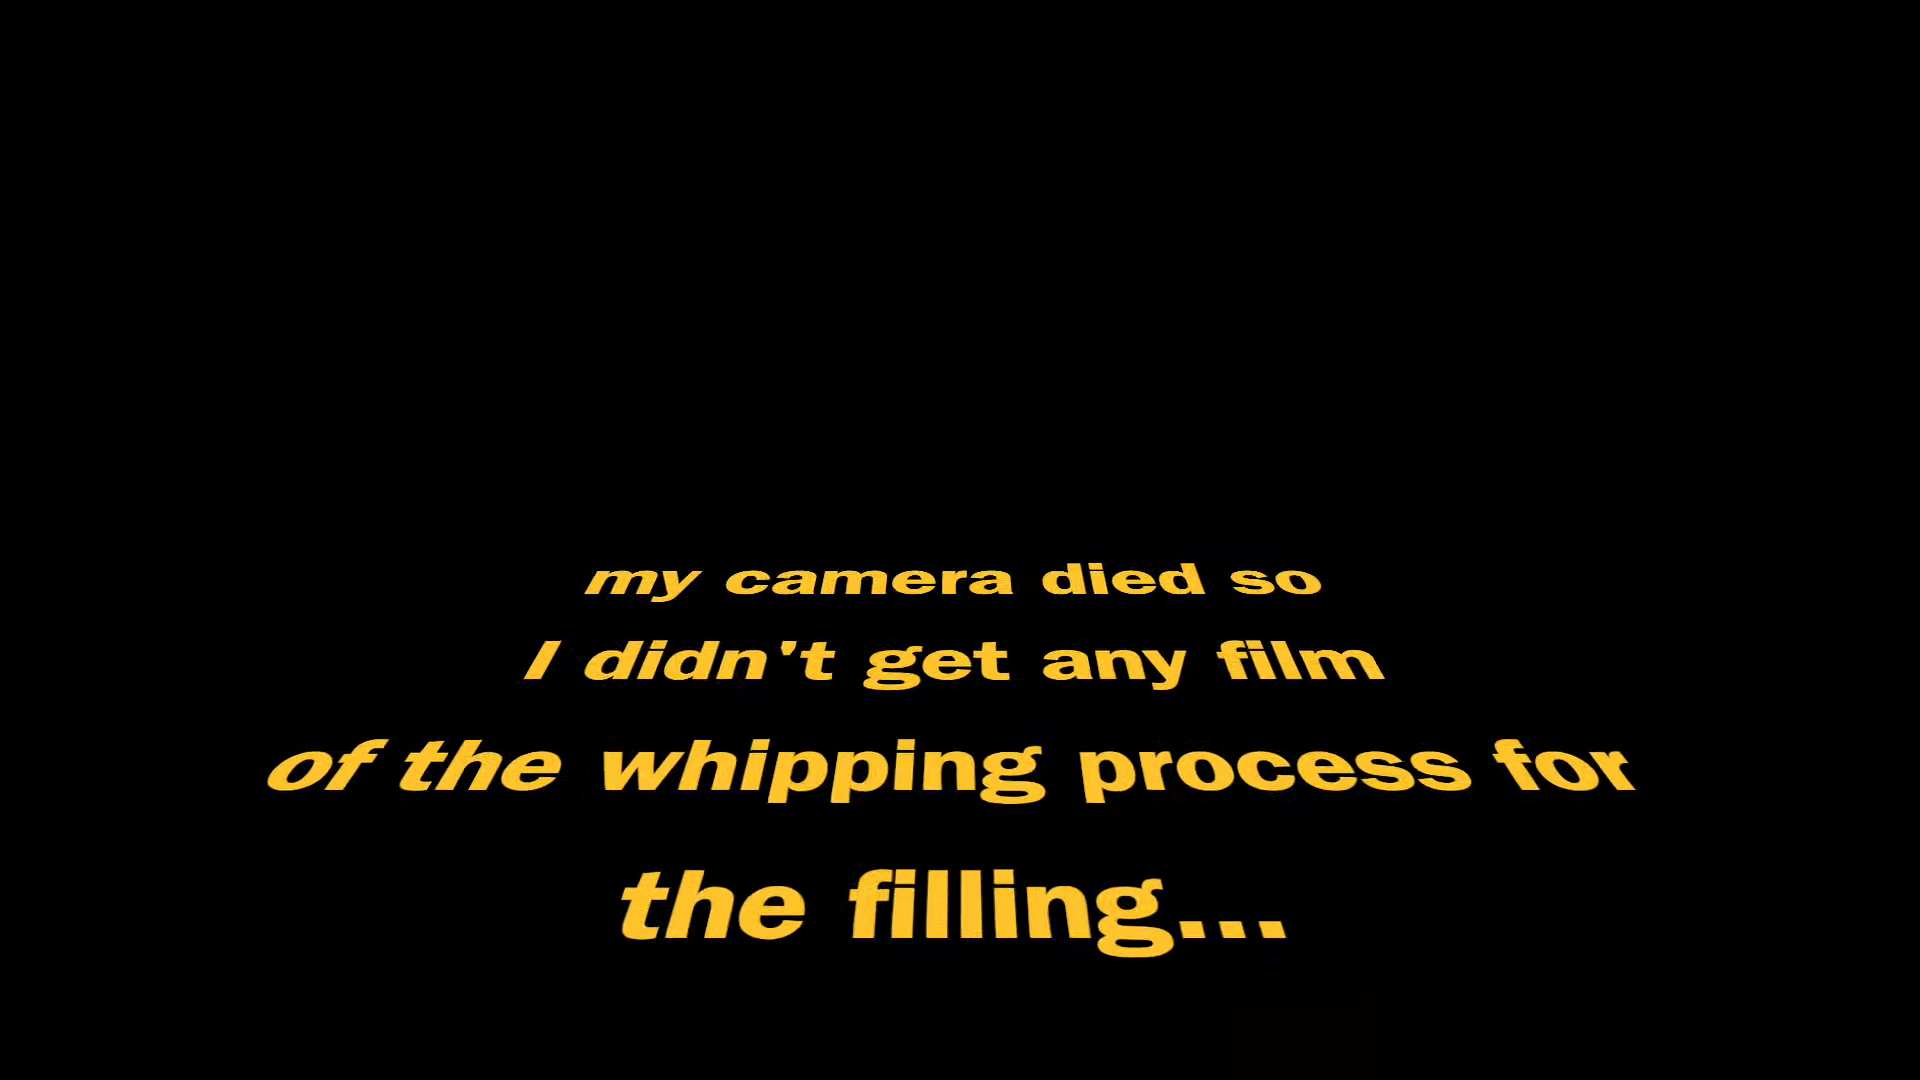 my camera died so
I didn't get any film
of the whipping process for
the filling...